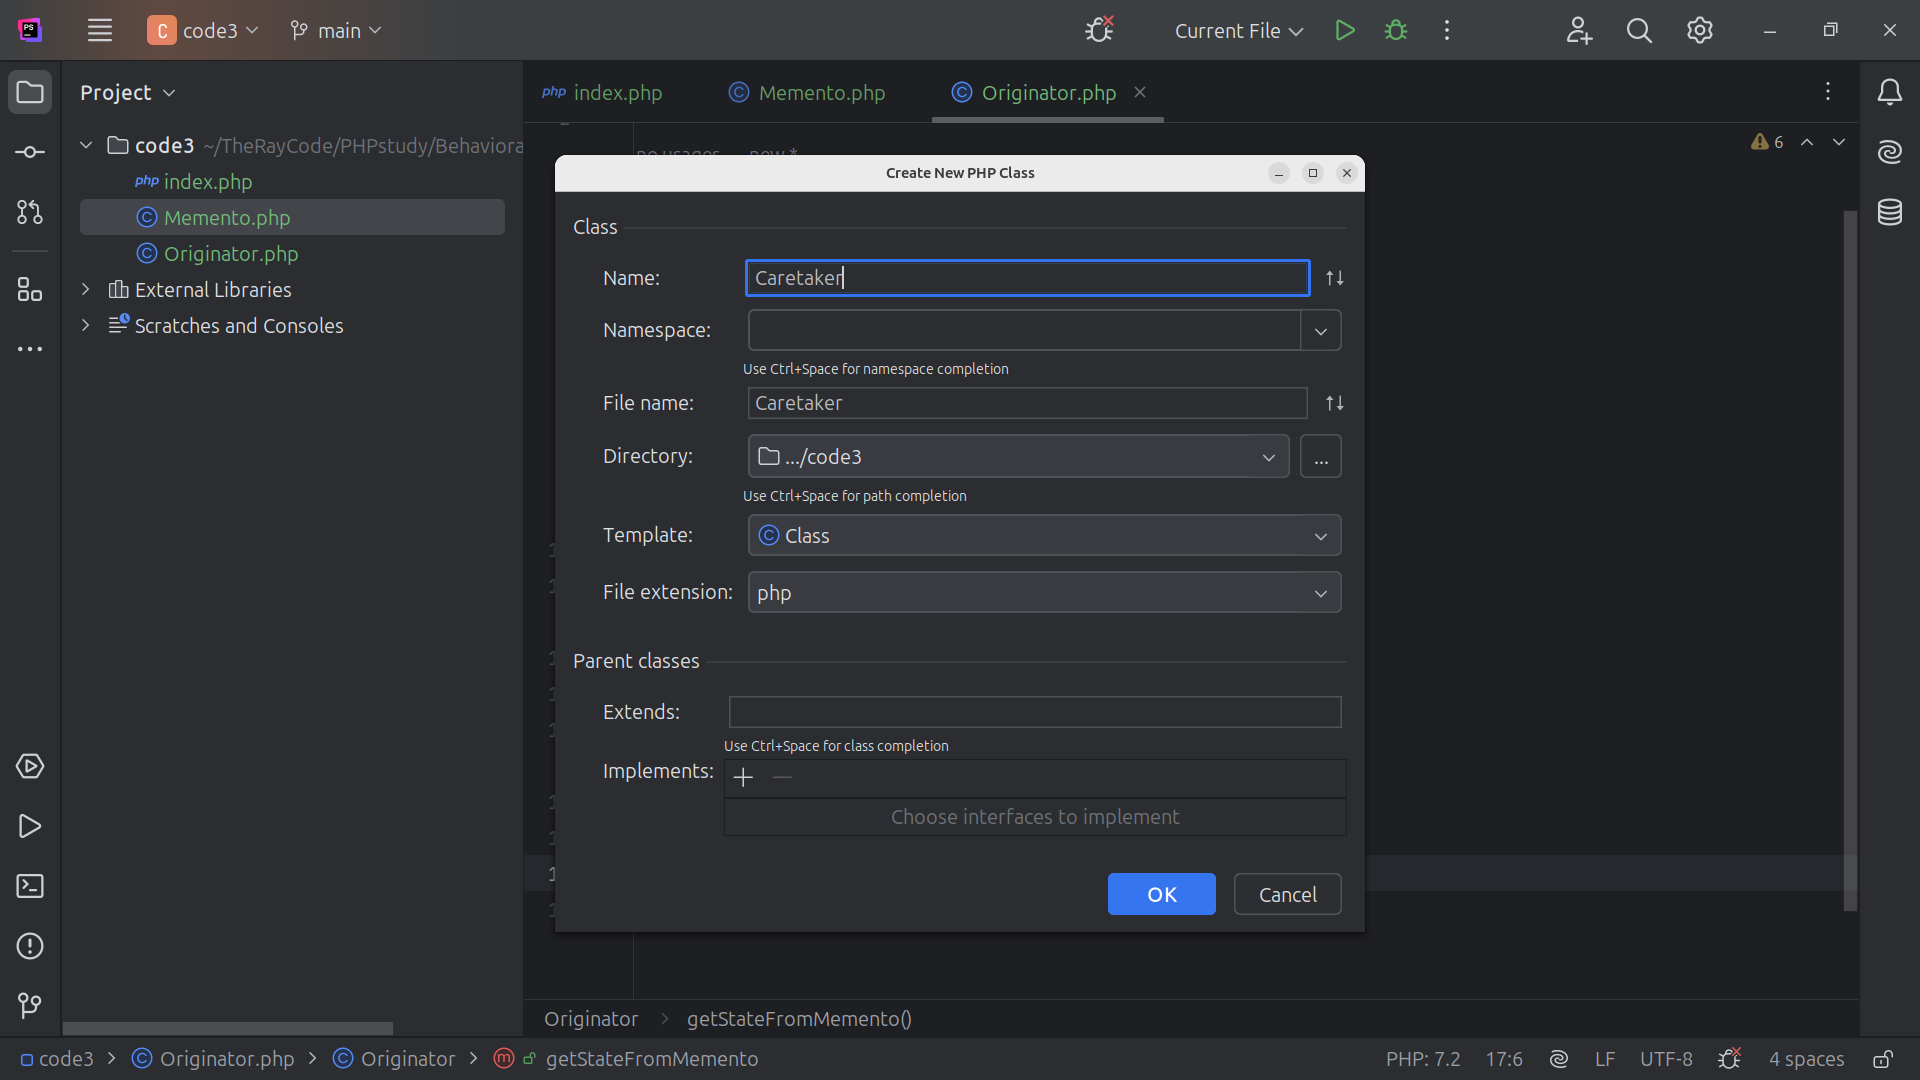 PS
C code3
main
Current File
Project
code3 ~/TheRayCode/PHPstudy/Behaviora
php index.php
C Memento.php
C Originator.php
External Libraries
Scratches and Consoles
php index.php
C Memento.php
C Originator.php
no usages new *
6
Create New PHP Class
Class
Name: Caretaker
Namespace:
Use Ctrl+Space for namespace completion
File name: Caretaker
Directory: .../code3 ...
Use Ctrl+Space for path completion
Template: C Class
File extension: php
Parent classes
Extends:
Use Ctrl+Space for class completion
Implements:
Choose interfaces to implement
OK Cancel
Originator > getStateFromMemento()
code3 > C Originator.php > C Originator > m getStateFromMemento
PHP: 7.2 17:6 LF UTF-8 4 spaces